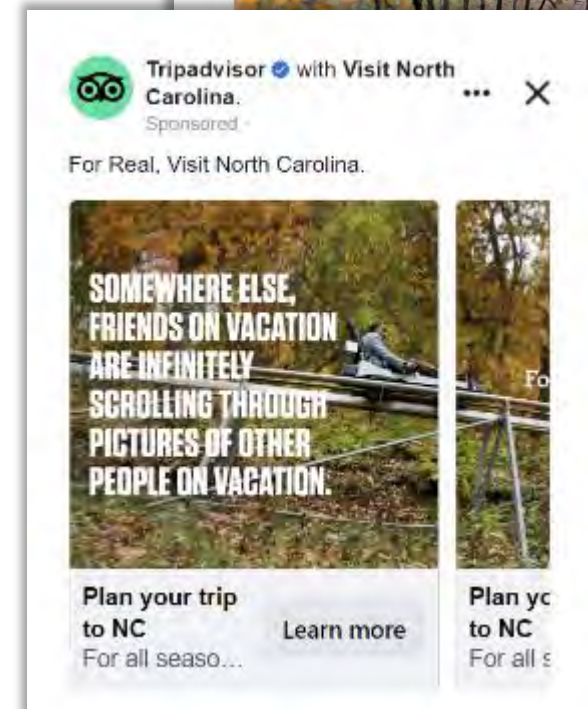 Tripadvisor with Visit North
Carolina.
Sponsored ·
For Real, Visit North Carolina.
SOMEWHERE ELSE,
FRIENDS ON VACATION
ARE INFINITELY
SCROLLING THROUGH
PICTURES OF OTHER
PEOPLE ON VACATION.
Fo
Plan your trip
to NC
For all seaso...
Learn more
Plan yo
to NC
For all s